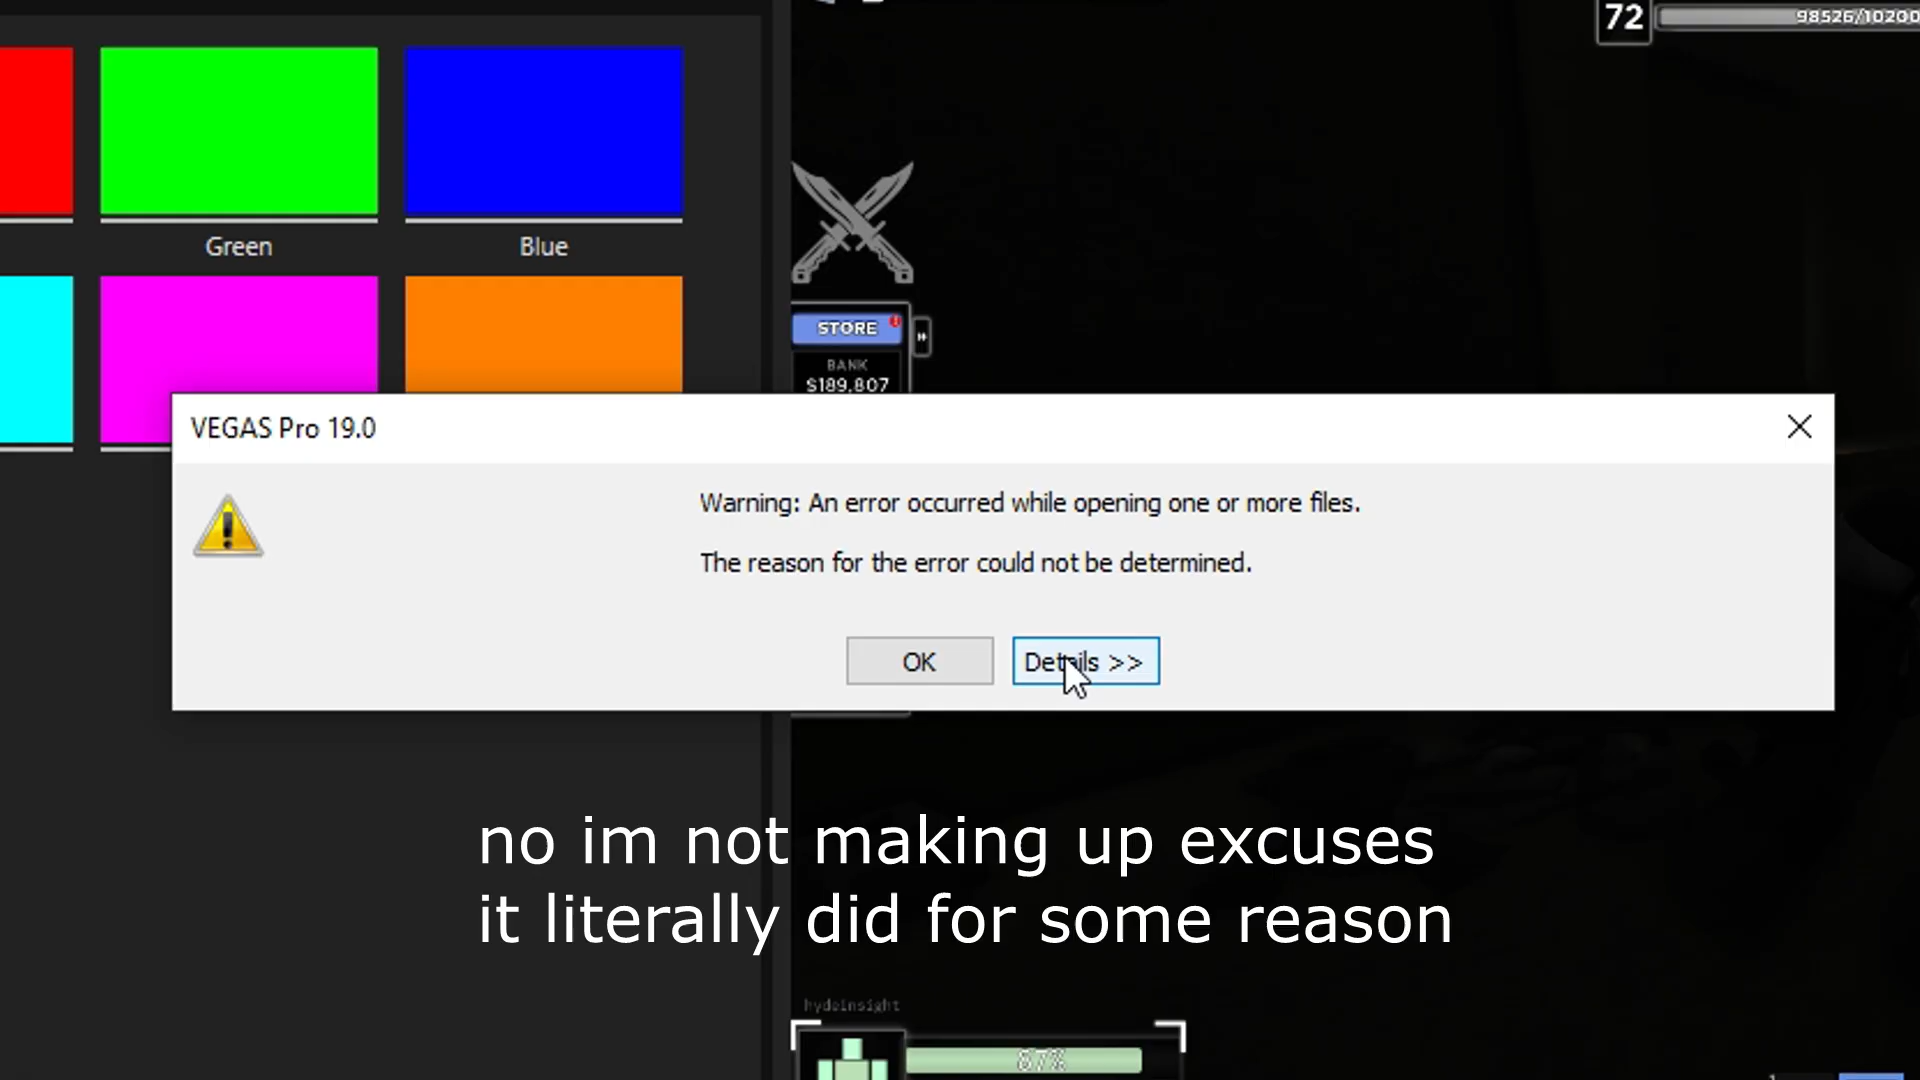 72
98526/10200
Green
Blue
STORE
BANK
$189,807
VEGAS Pro 19.0
Warning: An error occurred while opening one or more files.
The reason for the error could not be determined.
OK
Details >>
no im not making up excuses
it literally did for some reason
hydeinsight
87%